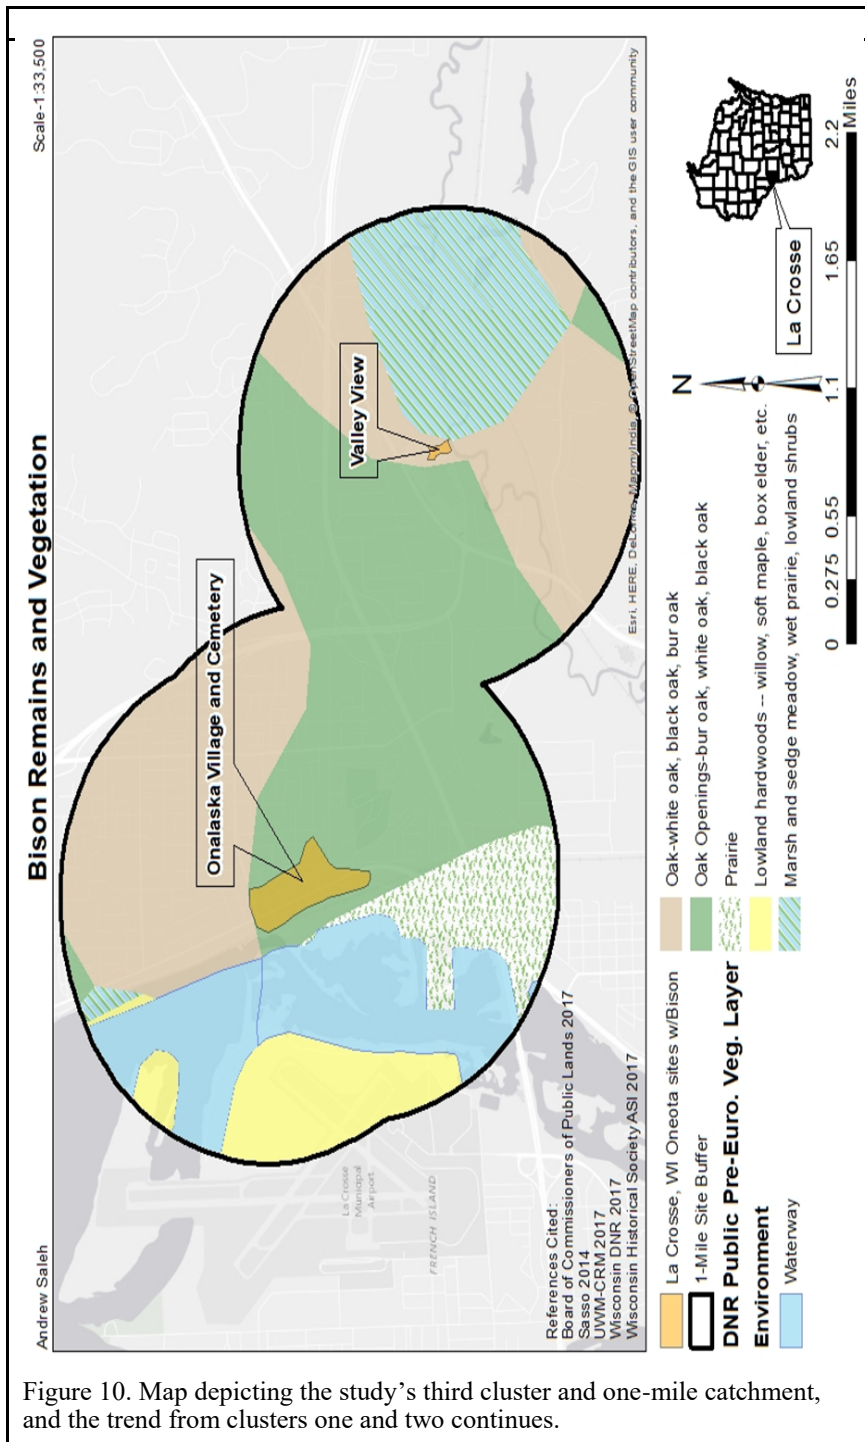 Bison Remains and Vegetation
Andrew Saleh
Scale-1:33,500
Onalaska Village and Cemetery
Valley View
La Crosse
Municipal
Airport
FRENCH ISLAND
References Cited:
Board of Commissioners of Public Lands 2017
Sasso 2014
UWM-CRM 2017
Wisconsin DNR 2017
Wisconsin Historical Society ASI 2017
Esri, HERE, DeLorme, MapmyIndia, © OpenStreetMap contributors, and the GIS user community
La Crosse, WI Oneota sites w/Bison
1-Mile Site Buffer
DNR Public Pre-Euro. Veg. Layer
Environment
Waterway
Oak-white oak, black oak, bur oak
Oak Openings-bur oak, white oak, black oak
Prairie
Lowland hardwoods -- willow, soft maple, box elder, etc.
Marsh and sedge meadow, wet prairie, lowland shrubs
N
La Crosse
0 0.275 0.55 1.1 1.65 2.2
Miles
Figure 10. Map depicting the study’s third cluster and one-mile catchment,
and the trend from clusters one and two continues.